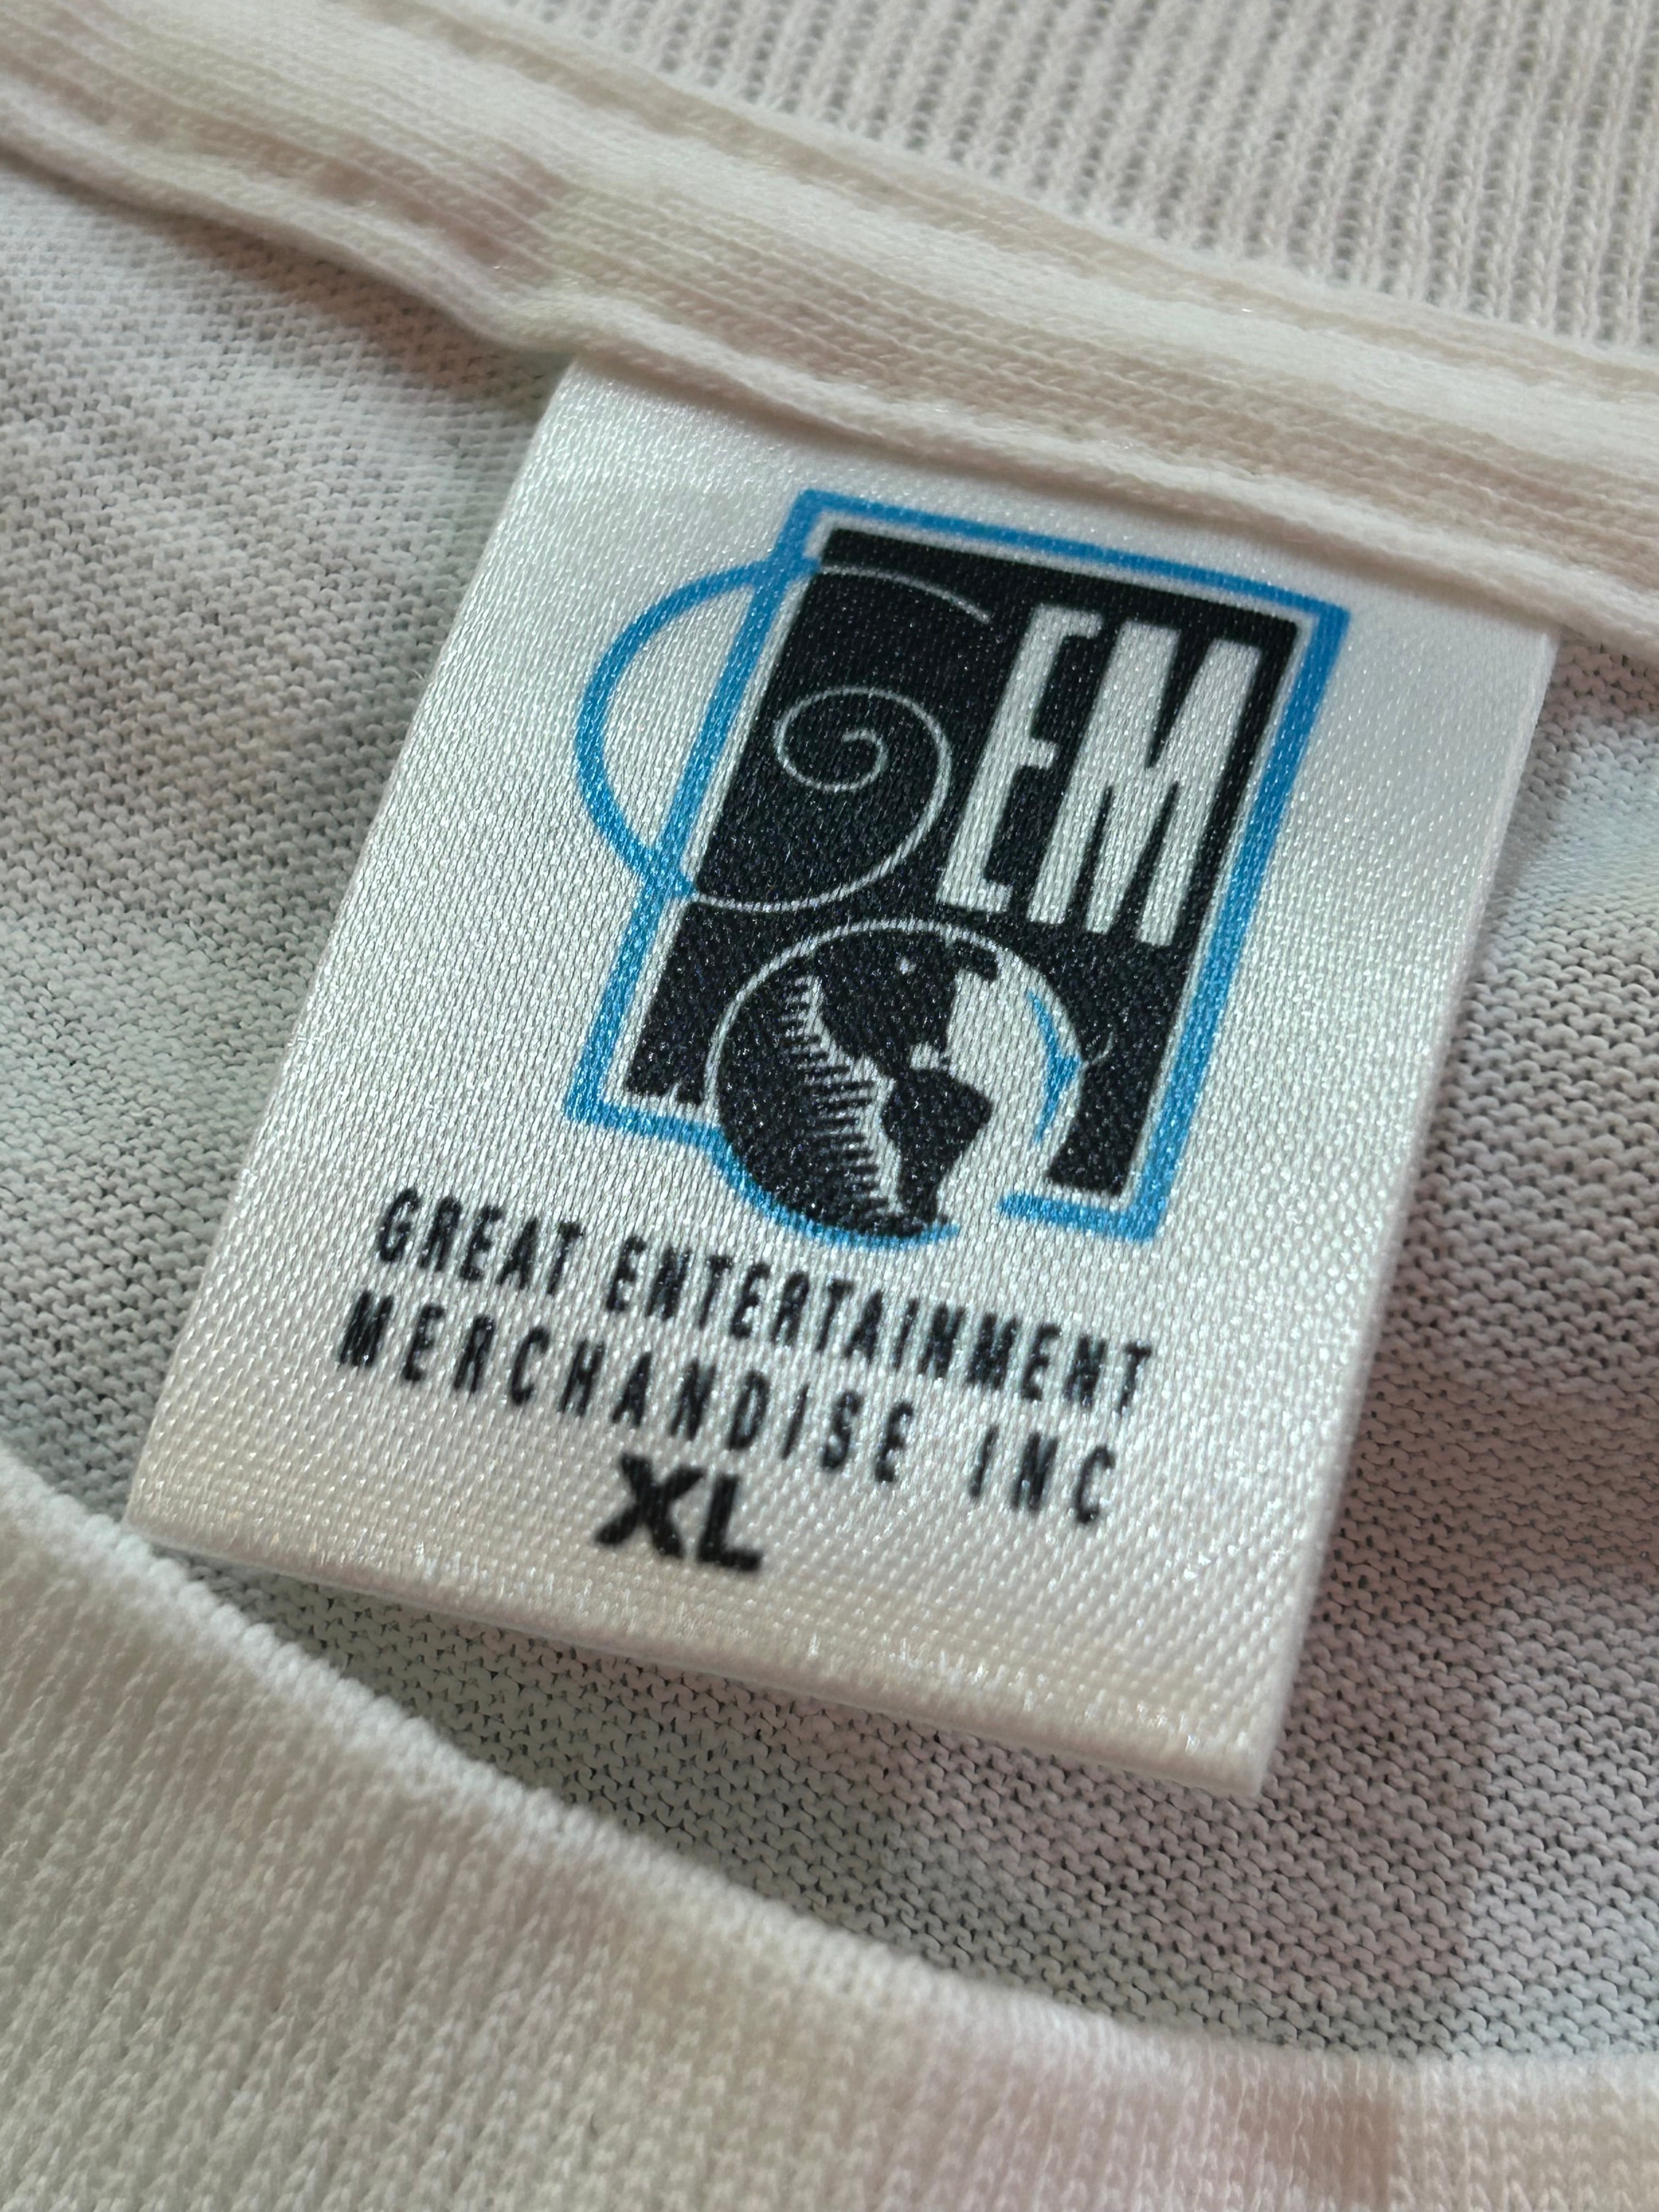 GEM
GREAT ENTERTAINMENT
MERCHANDISE INC
XL